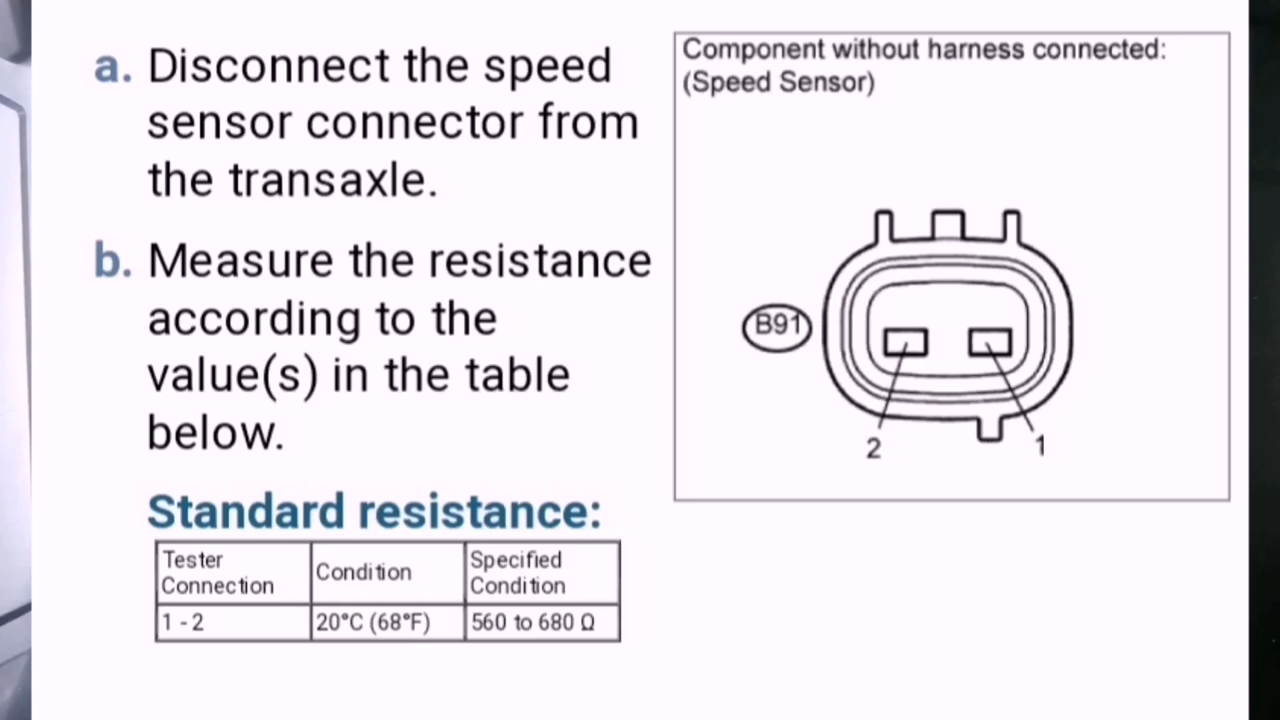 a. Disconnect the speed
sensor connector from
the transaxle.
b. Measure the resistance
according to the
value(s) in the table
below.
Standard resistance:
Tester Connection | Condition | Specified Condition
1 - 2 | 20°C (68°F) | 560 to 680 Ω
Component without harness connected:
(Speed Sensor)
B91
2
1